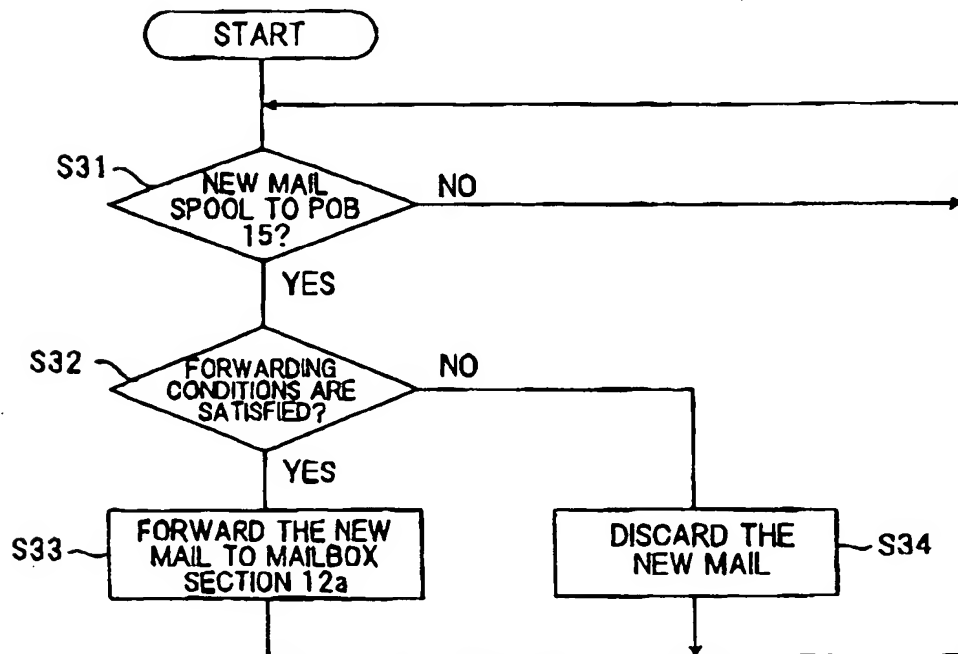 START
S31
NEW MAIL
SPOOL TO POB
15?
NO
YES
S32
FORWARDING
CONDITIONS ARE
SATISFIED?
NO
YES
S33
FORWARD THE NEW
MAIL TO MAILBOX
SECTION 12a
DISCARD THE
NEW MAIL
S34